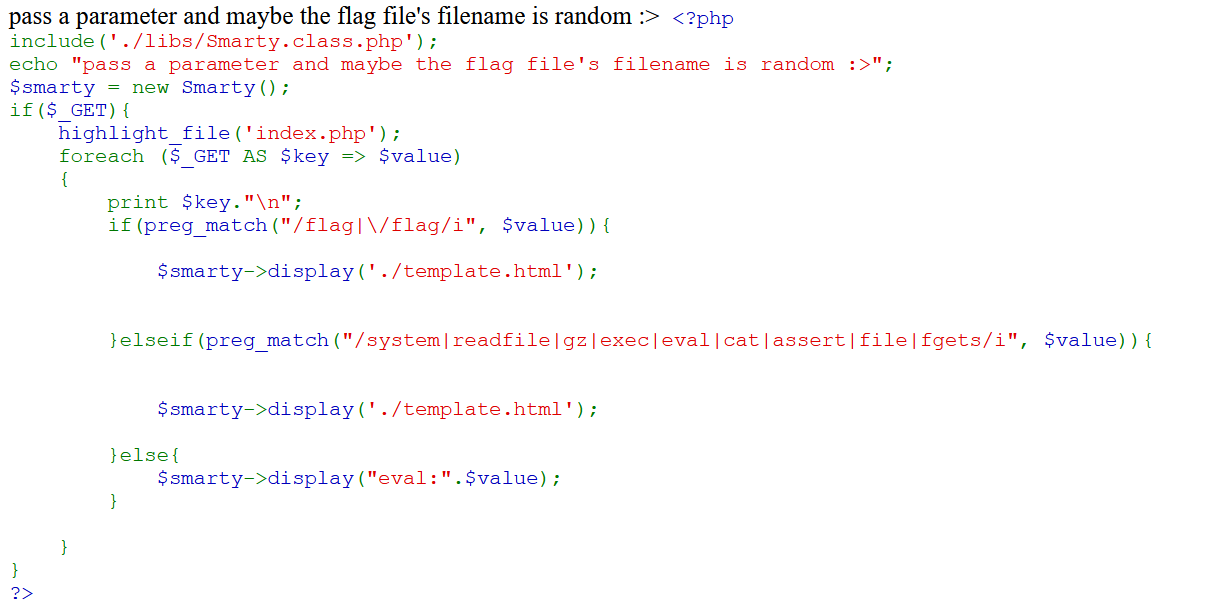 pass a parameter and maybe the flag file's filename is random :> <?php
include('./libs/Smarty.class.php');
echo "pass a parameter and maybe the flag file's filename is random :>";
$smarty = new Smarty();
if($_GET){
    highlight_file('index.php');
    foreach ($_GET AS $key => $value)
    {
        print $key."\n";
        if(preg_match("/flag|\/flag/i", $value)){
            $smarty->display('./template.html');
        }elseif(preg_match("/system|readfile|gz|exec|eval|cat|assert|file|fgets/i", $value)){
            $smarty->display('./template.html');
        }else{
            $smarty->display("eval:".$value);
        }
    }
}
?>